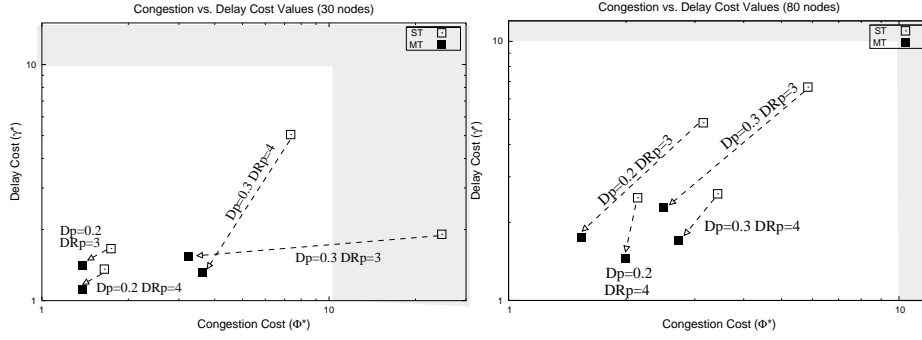 Congestion vs. Delay Cost Values (30 nodes)
ST
MT
10
1
Delay Cost (γ*)
Dp=0.2
DRp=3
Dp=0.2 DRp=4
Dp=0.3 DRp=4
Dp=0.3 DRp=3
1
10
Congestion Cost (Φ*)
Congestion vs. Delay Cost Values (80 nodes)
ST
MT
10
1
Delay Cost (γ*)
Dp=0.2 DRp=3
Dp=0.3 DRp=3
Dp=0.3 DRp=4
Dp=0.2
DRp=4
1
10
Congestion Cost (Φ*)